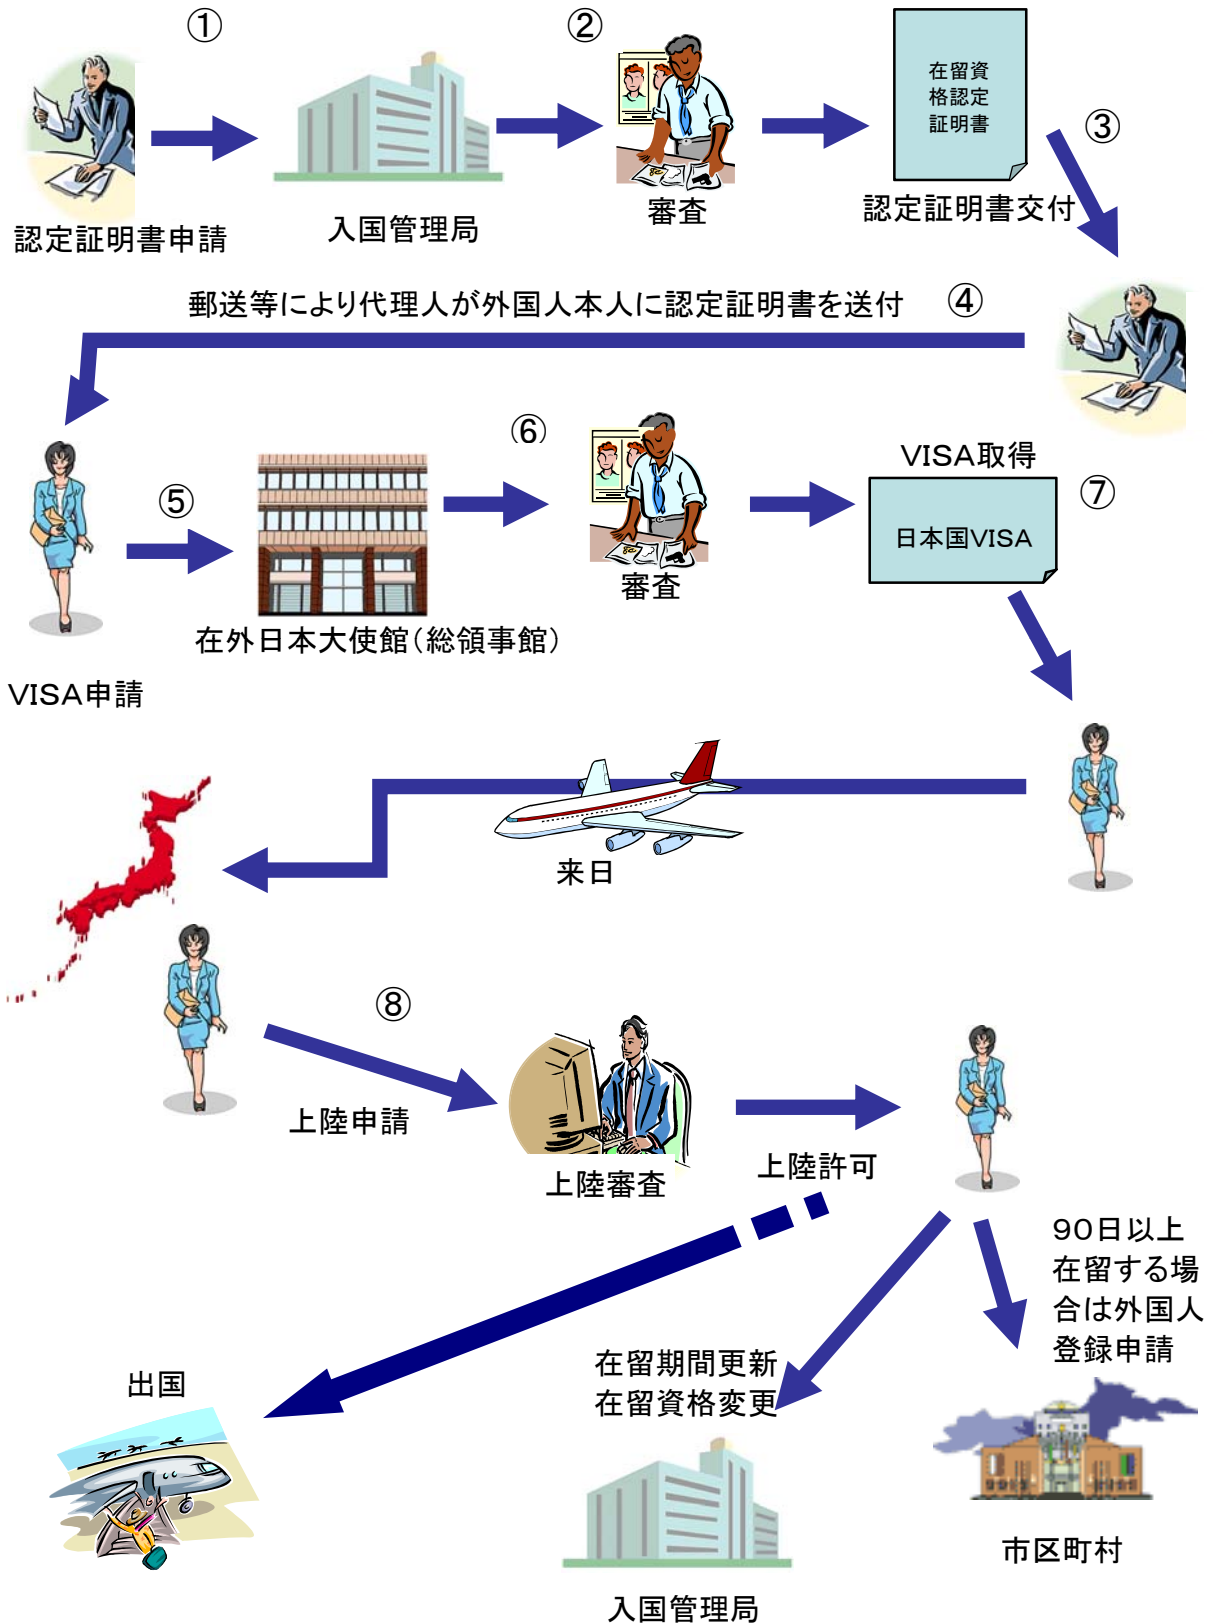 ①
②
在留資
格認定
証明書
③
認定証明書申請
入国管理局
審査
認定証明書交付
郵送等により代理人が外国人本人に認定証明書を送付
④
⑤
⑥
VISA取得
⑦
日本国VISA
審査
在外日本大使館(総領事館)
VISA申請
来日
⑧
上陸申請
上陸審査
上陸許可
90日以上
在留する場
合は外国人
登録申請
在留期間更新
在留資格変更
出国
市区町村
入国管理局